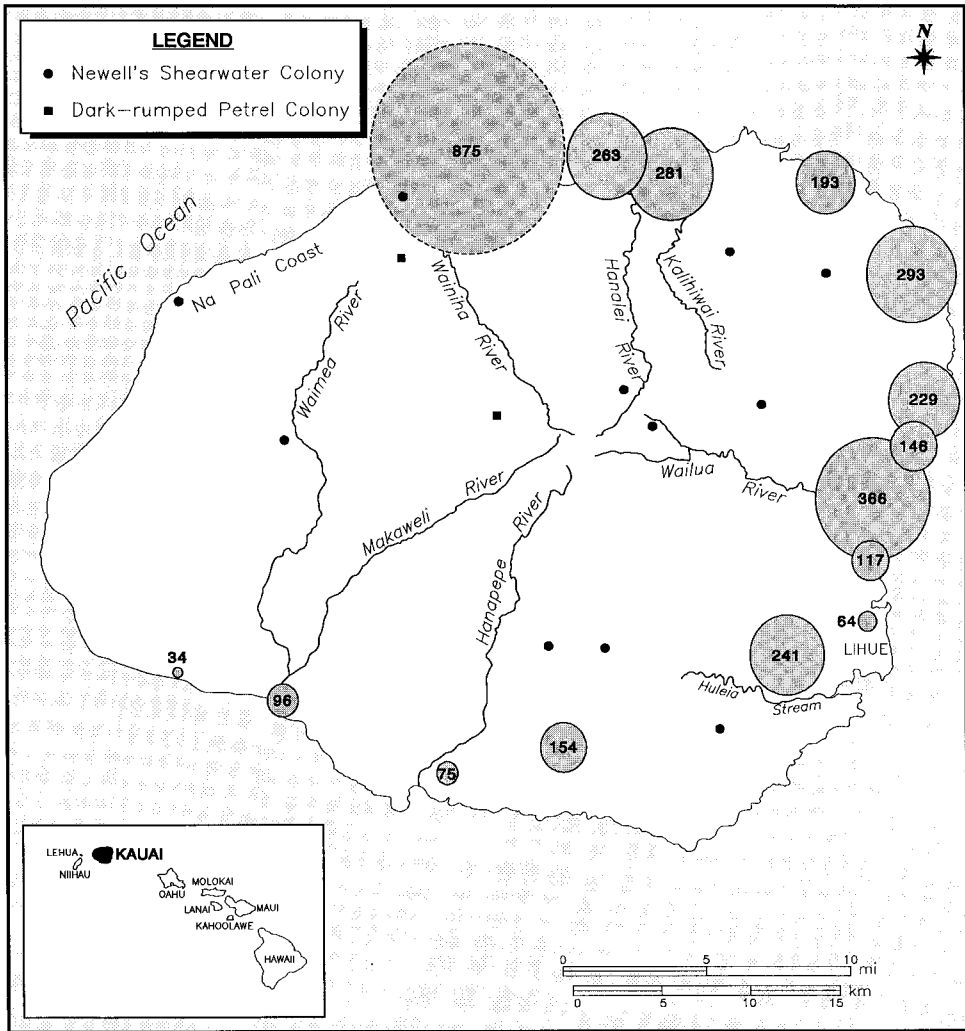 LEGEND
Newell's Shearwater Colony
Dark-rumped Petrel Colony
N
875
263
281
193
293
229
146
366
117
64
LIHUE
241
154
75
96
34
Pacific Ocean
Na Pali Coast
Waimea River
Wainiha River
Hanalei River
Kalihiwai River
Wailua River
Makaweli River
Hanapepe River
Huleia Stream
LEHUA
NIIHAU
KAUAI
OAHU
MOLOKAI
LANAI
MAUI
KAHOOLAWE
HAWAII
0 5 10 mi
0 5 10 15 km